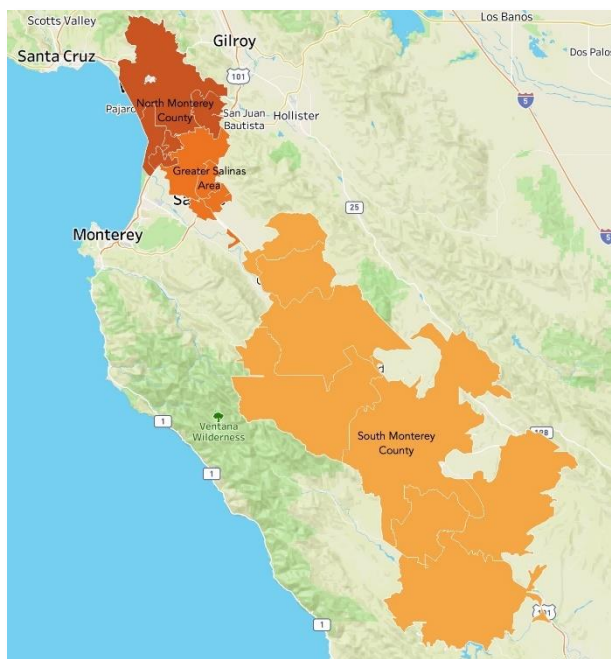 Scotts Valley
Los Banos
Gilroy
Santa Cruz
Dos Palos
101
5
North Monterey
County
Pajaro
San Juan
Bautista
Hollister
Greater Salinas
Area
Sa
25
5
Monterey
1
Ventana
Wilderness
South Monterey
County
1
1